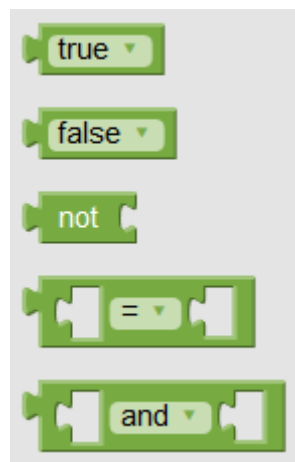 true
false
not
=
and